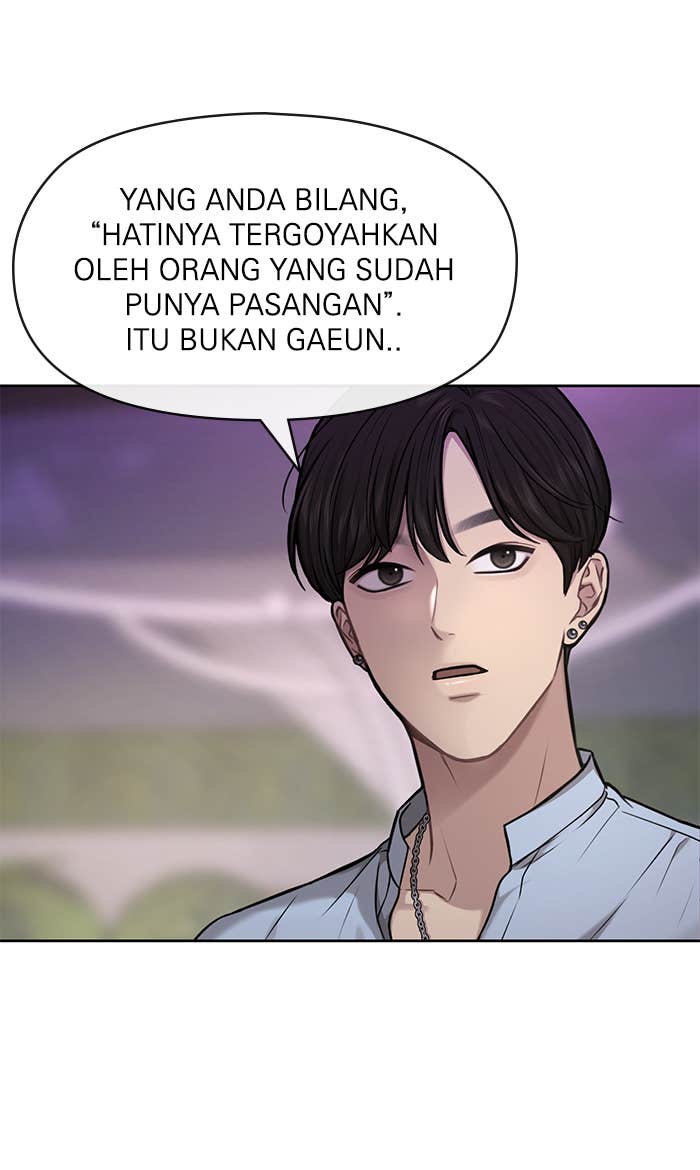 YANG ANDA BILANG,
“HATINYA TERGOYAHKAN
OLEH ORANG YANG SUDAH
PUNYA PASANGAN”.
ITU BUKAN GAEUN..